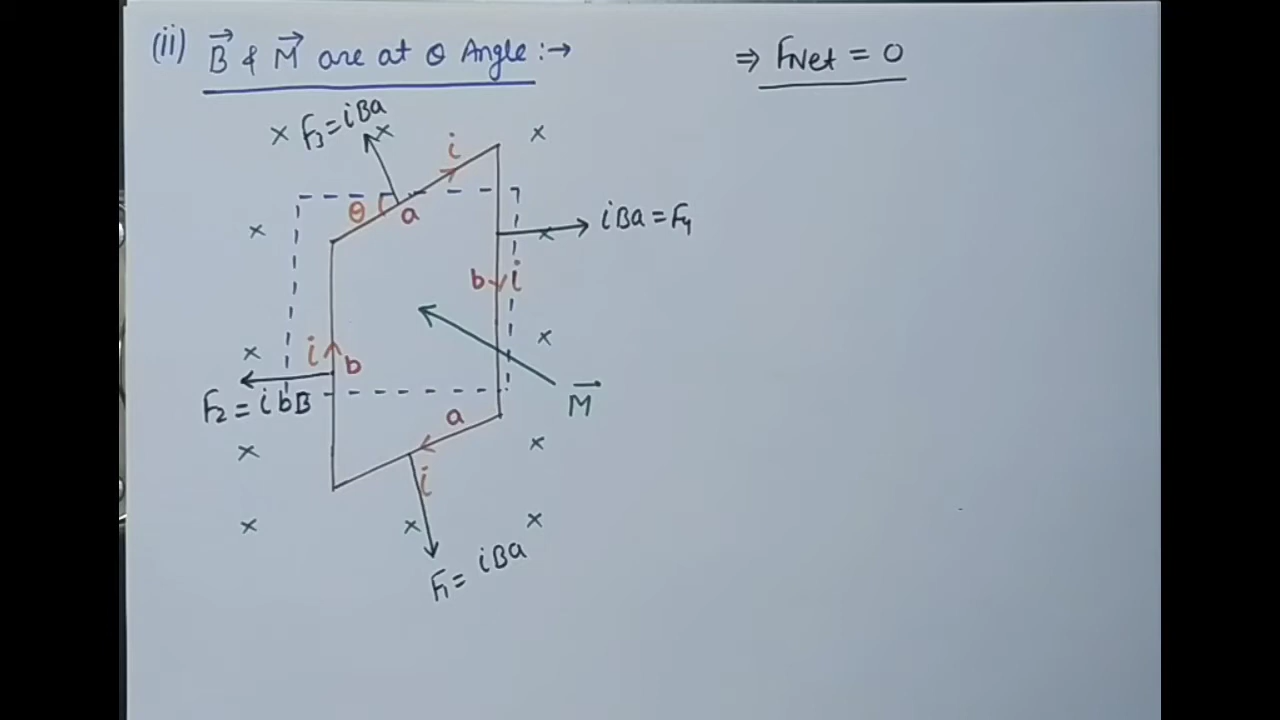 (ii) B⃗ & M⃗ are at θ Angle :→
⇒ FNet = 0
F₃ = iBa
i
θ
a
iBa = F₄
b
i
i
b
F₂ = ibB
M⃗
a
i
F₁ = iBa